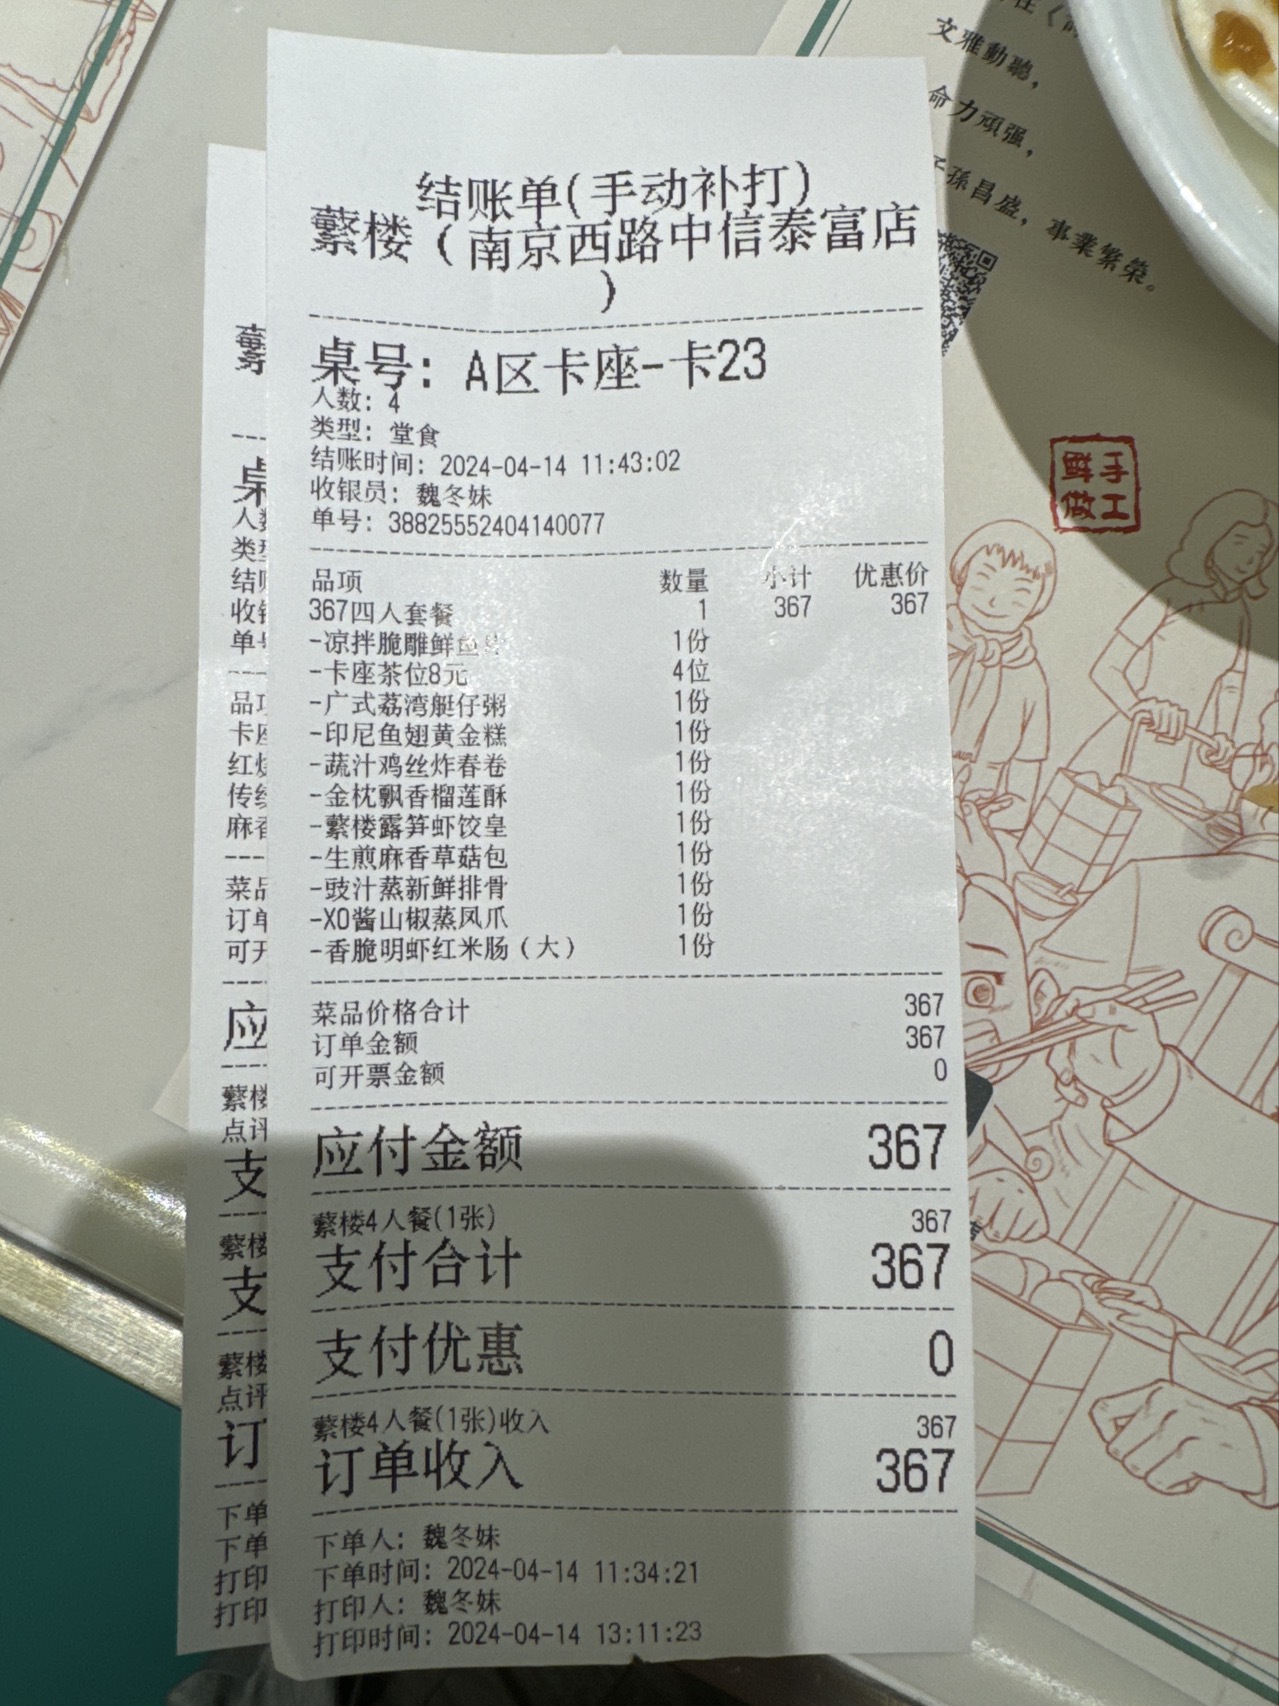 文雅動聽，
命力頑强，
孫昌盛，事業繁榮。
鮮手
做工
结账单(手动补打)
蘩楼（南京西路中信泰富店
）
桌号: A区卡座-卡23
人数: 4
类型: 堂食
结账时间: 2024-04-14 11:43:02
收银员: 魏冬妹
单号: 38825552404140077
品项 数量 小计 优惠价
367四人套餐 1 367 367
-凉拌脆雕鲜鱼 1份
-卡座茶位8元 4位
-广式荔湾艇仔粥 1份
-印尼鱼翅黄金糕 1份
-蔬汁鸡丝炸春卷 1份
-金枕飘香榴莲酥 1份
-蘩楼露笋虾饺皇 1份
-生煎麻香草菇包 1份
-豉汁蒸新鲜排骨 1份
-XO酱山椒蒸凤爪 1份
-香脆明虾红米肠（大） 1份
菜品价格合计 367
订单金额 367
可开票金额 0
应付金额 367
蘩楼4人餐(1张) 367
支付合计 367
支付优惠 0
蘩楼4人餐(1张)收入 367
订单收入 367
下单人: 魏冬妹
下单时间: 2024-04-14 11:34:21
打印人: 魏冬妹
打印时间: 2024-04-14 13:11:23